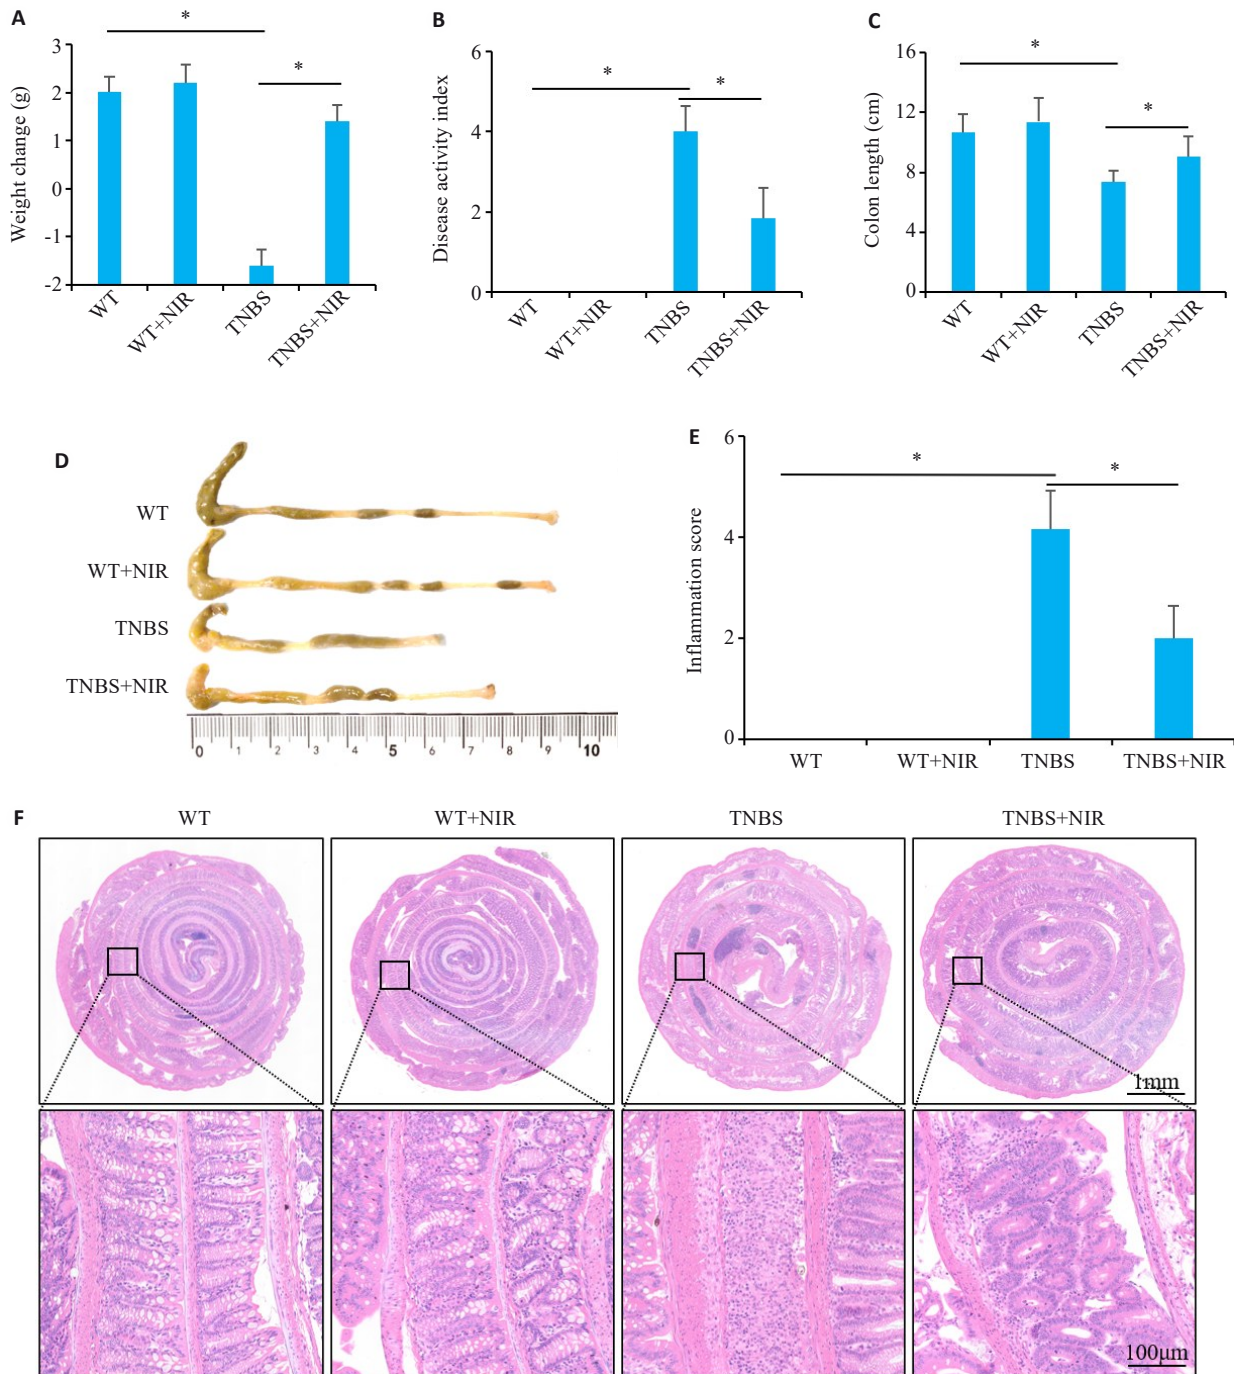 A
*
*
Weight change (g)
3
2
1
0
-1
-2
WT
WT+NIR
TNBS
TNBS+NIR
B
*
*
Disease activity index
6
4
2
0
WT
WT+NIR
TNBS
TNBS+NIR
C
*
*
Colon length (cm)
16
12
8
4
0
WT
WT+NIR
TNBS
TNBS+NIR
D
WT
WT+NIR
TNBS
TNBS+NIR
0 1 2 3 4 5 6 7 8 9 10
E
*
*
Inflammation score
6
4
2
0
WT WT+NIR TNBS TNBS+NIR
F
WT WT+NIR TNBS TNBS+NIR
1mm
100μm